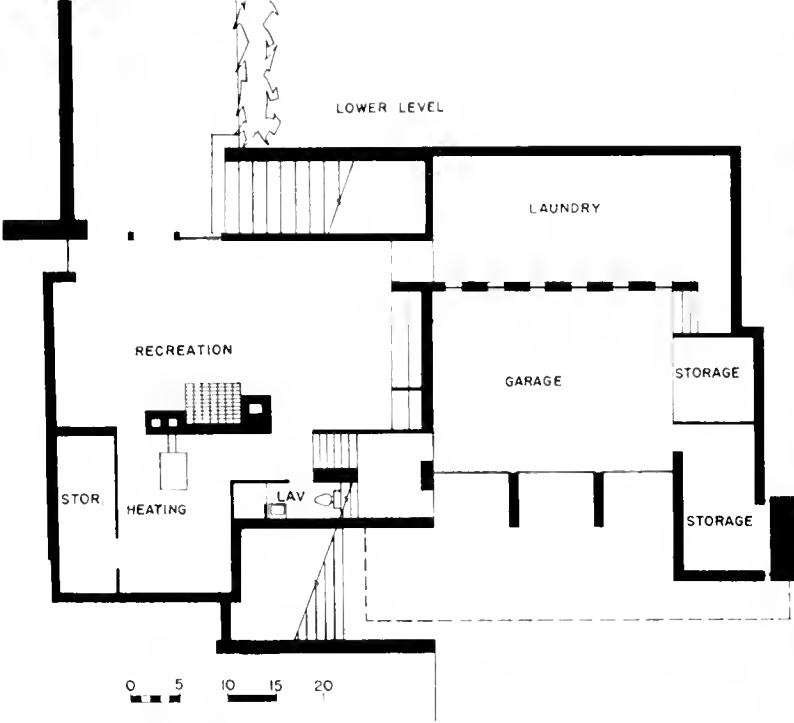 LOWER LEVEL
LAUNDRY
RECREATION
GARAGE
STORAGE
STOR.
HEATING
LAV
STORAGE
0 5 10 15 20